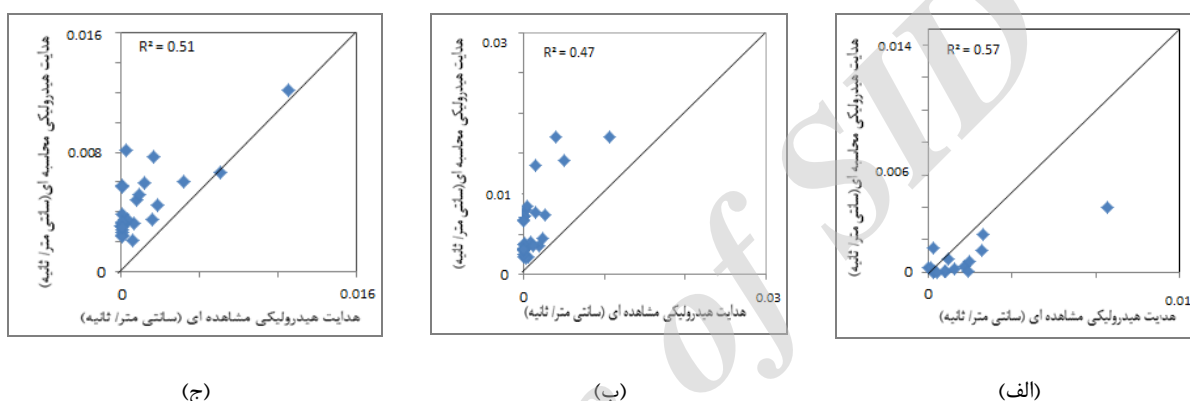 0.014
0.006
0
0
0.01
R² = 0.57
هدایت هیدرولیکی محاسبه ای(سانتی متر/ ثانیه)
هدایت هیدرولیکی مشاهده ای (سانتی متر/ ثانیه)
(الف)
0.03
0.01
0
0
0.03
R² = 0.47
هدایت هیدرولیکی محاسبه ای(سانتی متر/ ثانیه)
هدایت هیدرولیکی مشاهده ای (سانتی متر/ ثانیه)
(ب)
0.016
0.008
0
0
0.016
R² = 0.51
هدایت هیدرولیکی محاسبه ای(سانتی متر/ ثانیه)
هدایت هیدرولیکی مشاهده ای (سانتی متر/ ثانیه)
(ج)
of SID